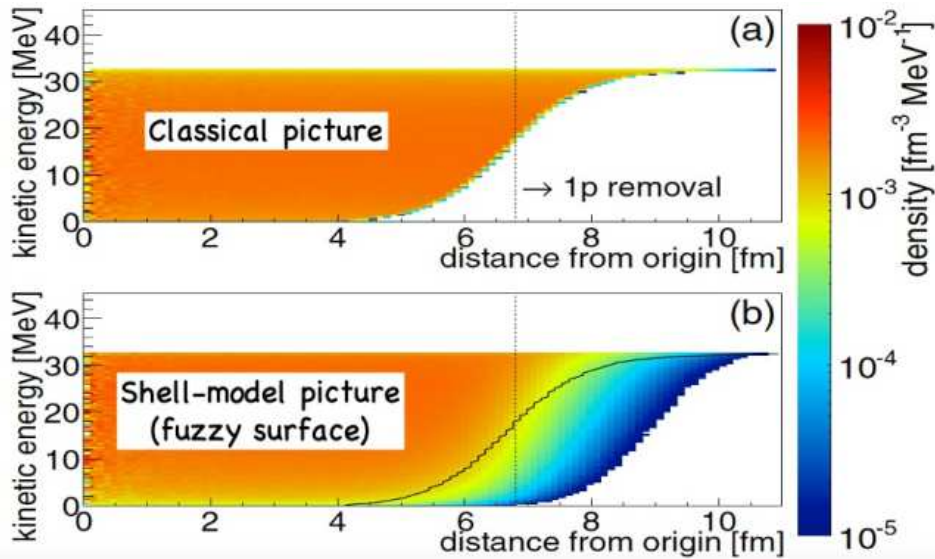 (a)
kinetic energy [MeV]
40
30
20
10
0
Classical picture
→ 1p removal
0 2 4 6 8 10
distance from origin [fm]
(b)
kinetic energy [MeV]
40
30
20
10
0
Shell-model picture
(fuzzy surface)
0 2 4 6 8 10
distance from origin [fm]
10⁻²
10⁻³
10⁻⁴
10⁻⁵
density [fm⁻³ MeV⁻¹]